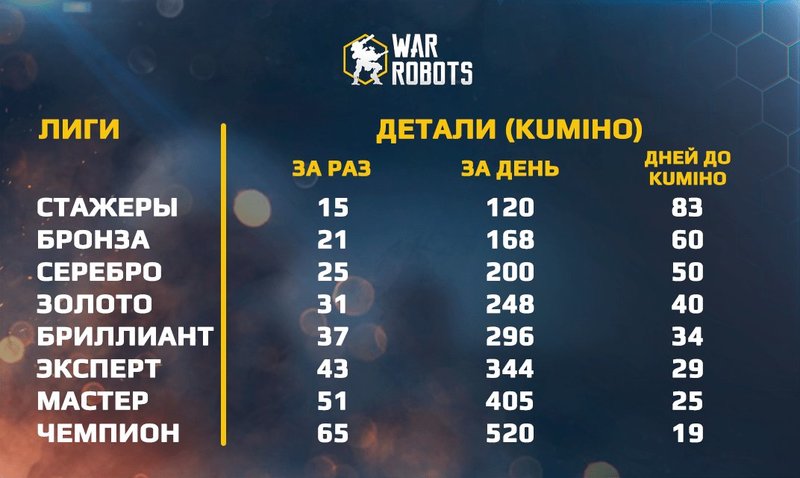 WAR
ROBOTS
ЛИГИ ДЕТАЛИ (KUMIHO)
ЗА РАЗ ЗА ДЕНЬ ДНЕЙ ДО
KUMIHO
СТАЖЕРЫ 15 120 83
БРОНЗА 21 168 60
СЕРЕБРО 25 200 50
ЗОЛОТО 31 248 40
БРИЛЛИАНТ 37 296 34
ЭКСПЕРТ 43 344 29
МАСТЕР 51 405 25
ЧЕМПИОН 65 520 19